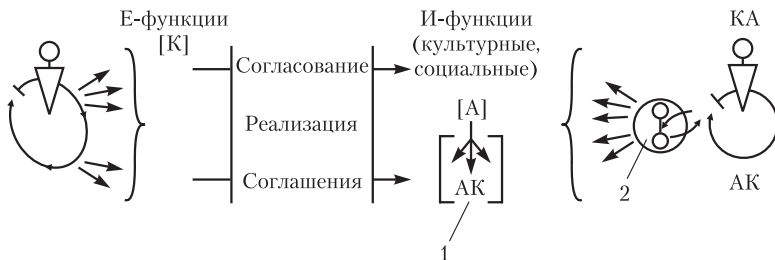 Е-функции
[К]
И-функции
(культурные,
социальные)
КА
Согласование
[А]
Реализация
Соглашения
АК
АК
1
2